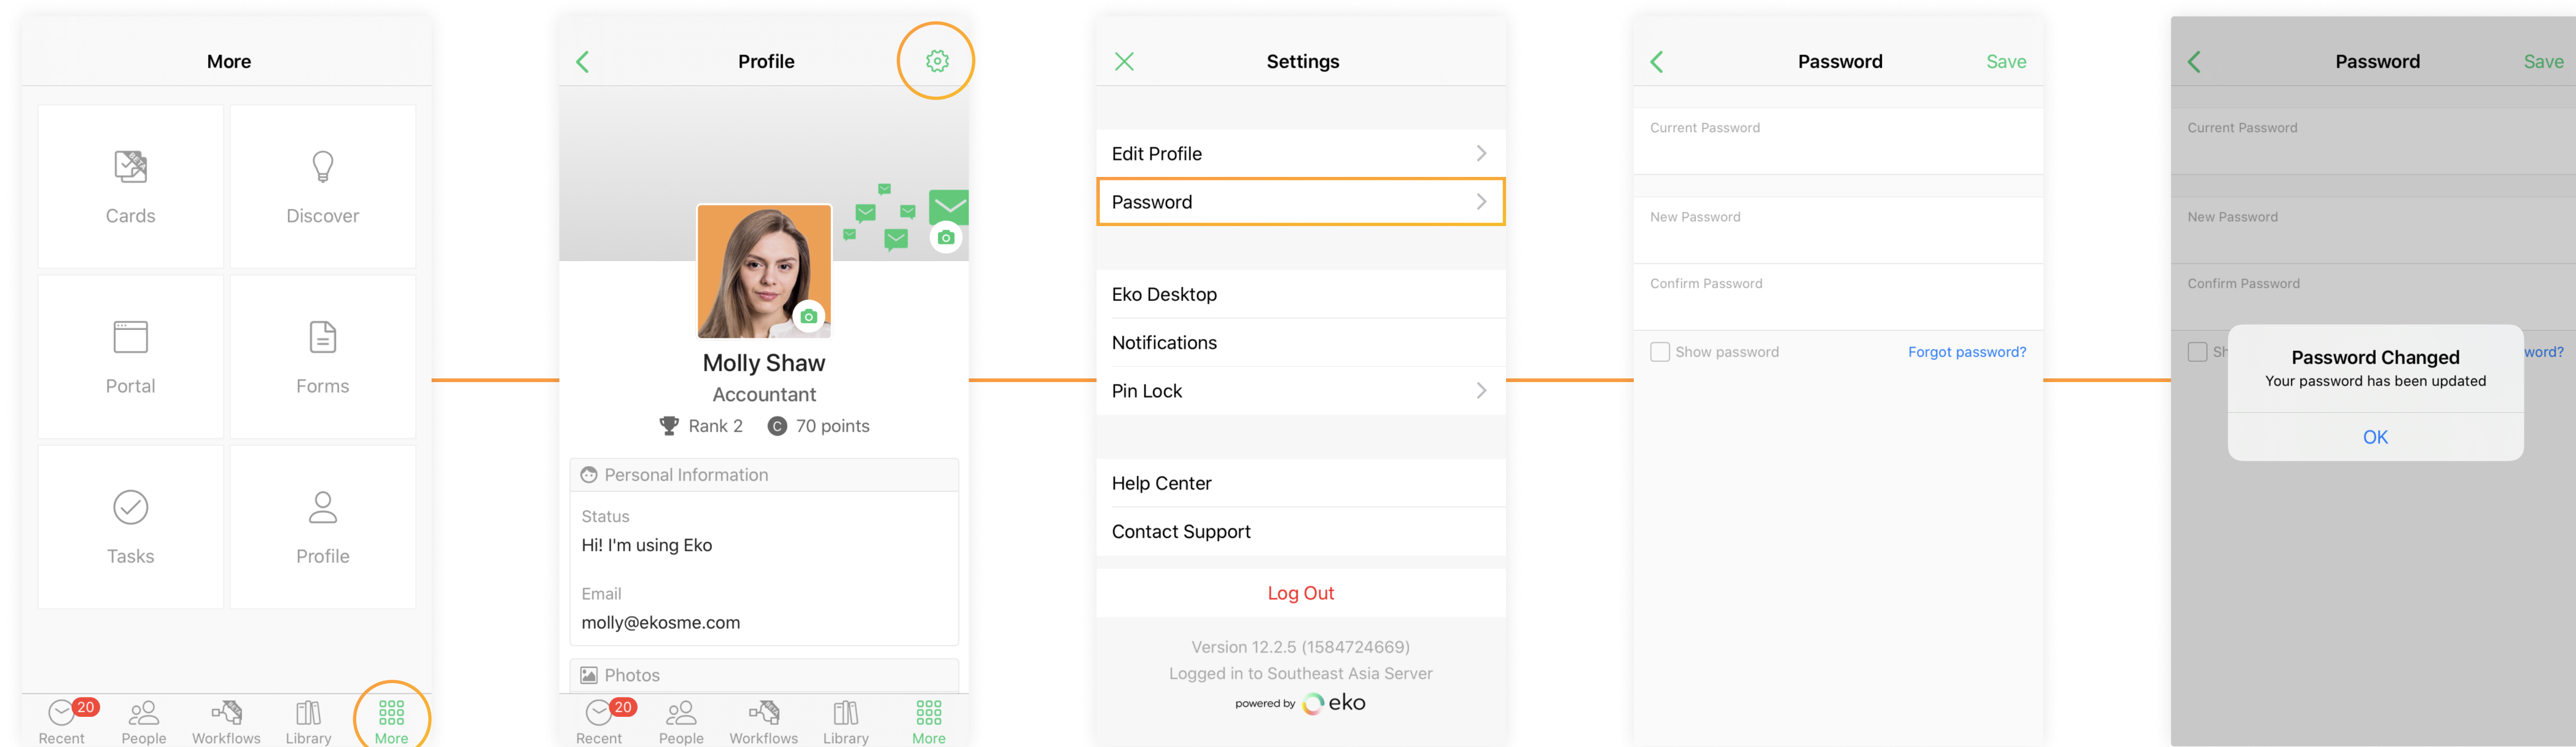 More
Cards
Discover
Portal
Forms
Tasks
Profile
20
Recent
People
Workflows
Library
More
Profile
Molly Shaw
Accountant
Rank 2
C 70 points
Personal Information
Status
Hi! I'm using Eko
Email
molly@ekosme.com
Photos
20
Recent
People
Workflows
Library
More
Settings
Edit Profile
Password
Eko Desktop
Notifications
Pin Lock
Help Center
Contact Support
Log Out
Version 12.2.5 (1584724669)
Logged in to Southeast Asia Server
powered by eko
Password
Save
Current Password
New Password
Confirm Password
Show password
Forgot password?
Password
Save
Current Password
New Password
Confirm Password
Sh
word?
Password Changed
Your password has been updated
OK